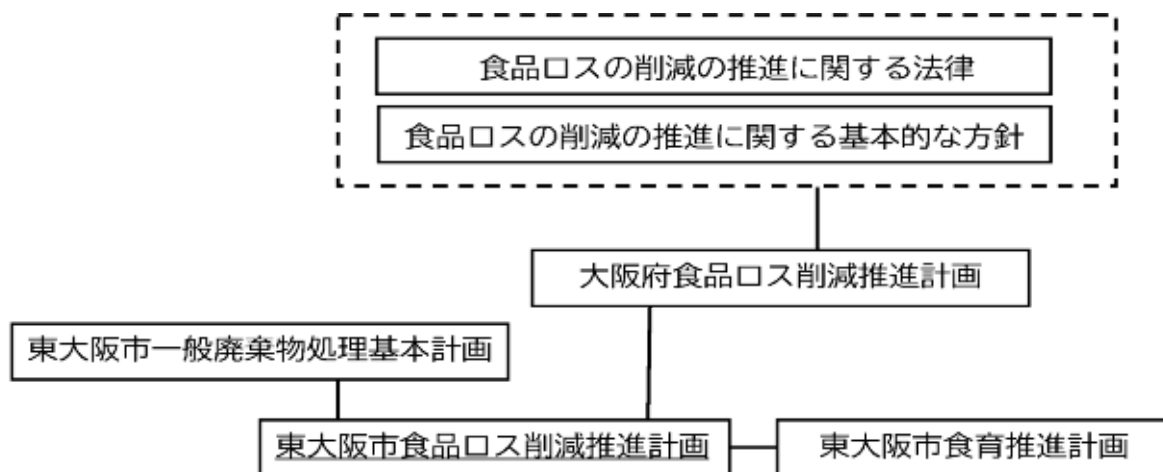 食品ロスの削減の推進に関する法律
食品ロスの削減の推進に関する基本的な方針
大阪府食品ロス削減推進計画
東大阪市一般廃棄物処理基本計画
東大阪市食品ロス削減推進計画
東大阪市食育推進計画